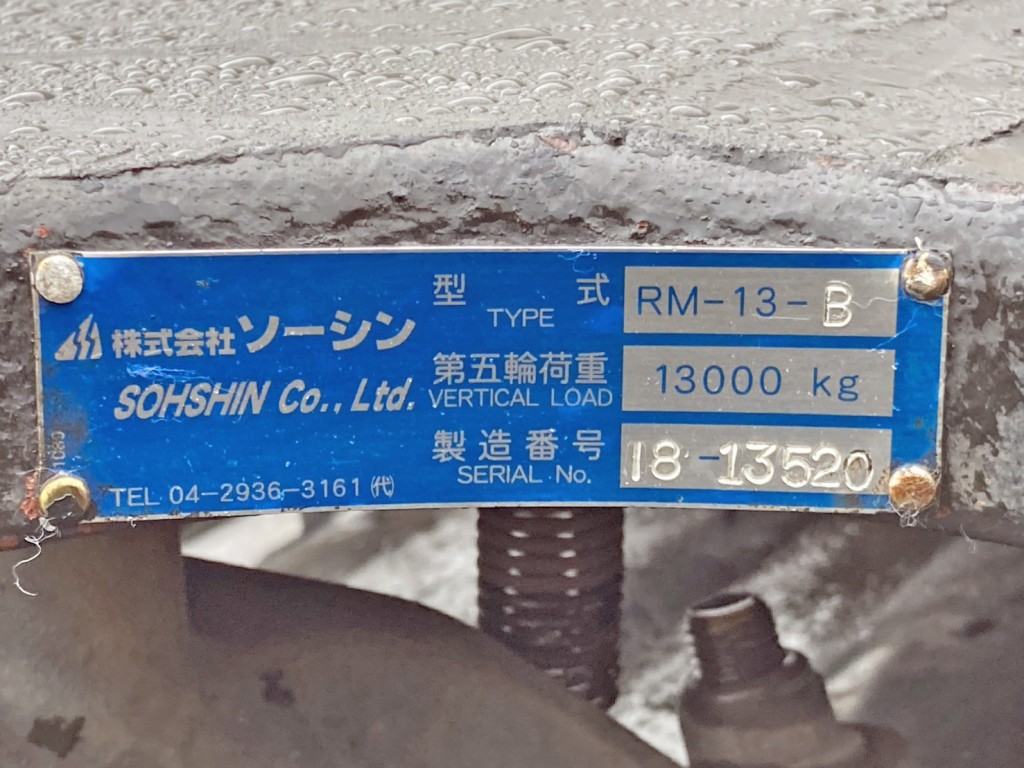 株式会社ソーシン
SOHSHIN Co., Ltd.
TEL 04-2936-3161 ㈹
型 式 RM-13-B
TYPE
第五輪荷重 13000 kg
VERTICAL LOAD
製造番号 18-13520
SERIAL No.